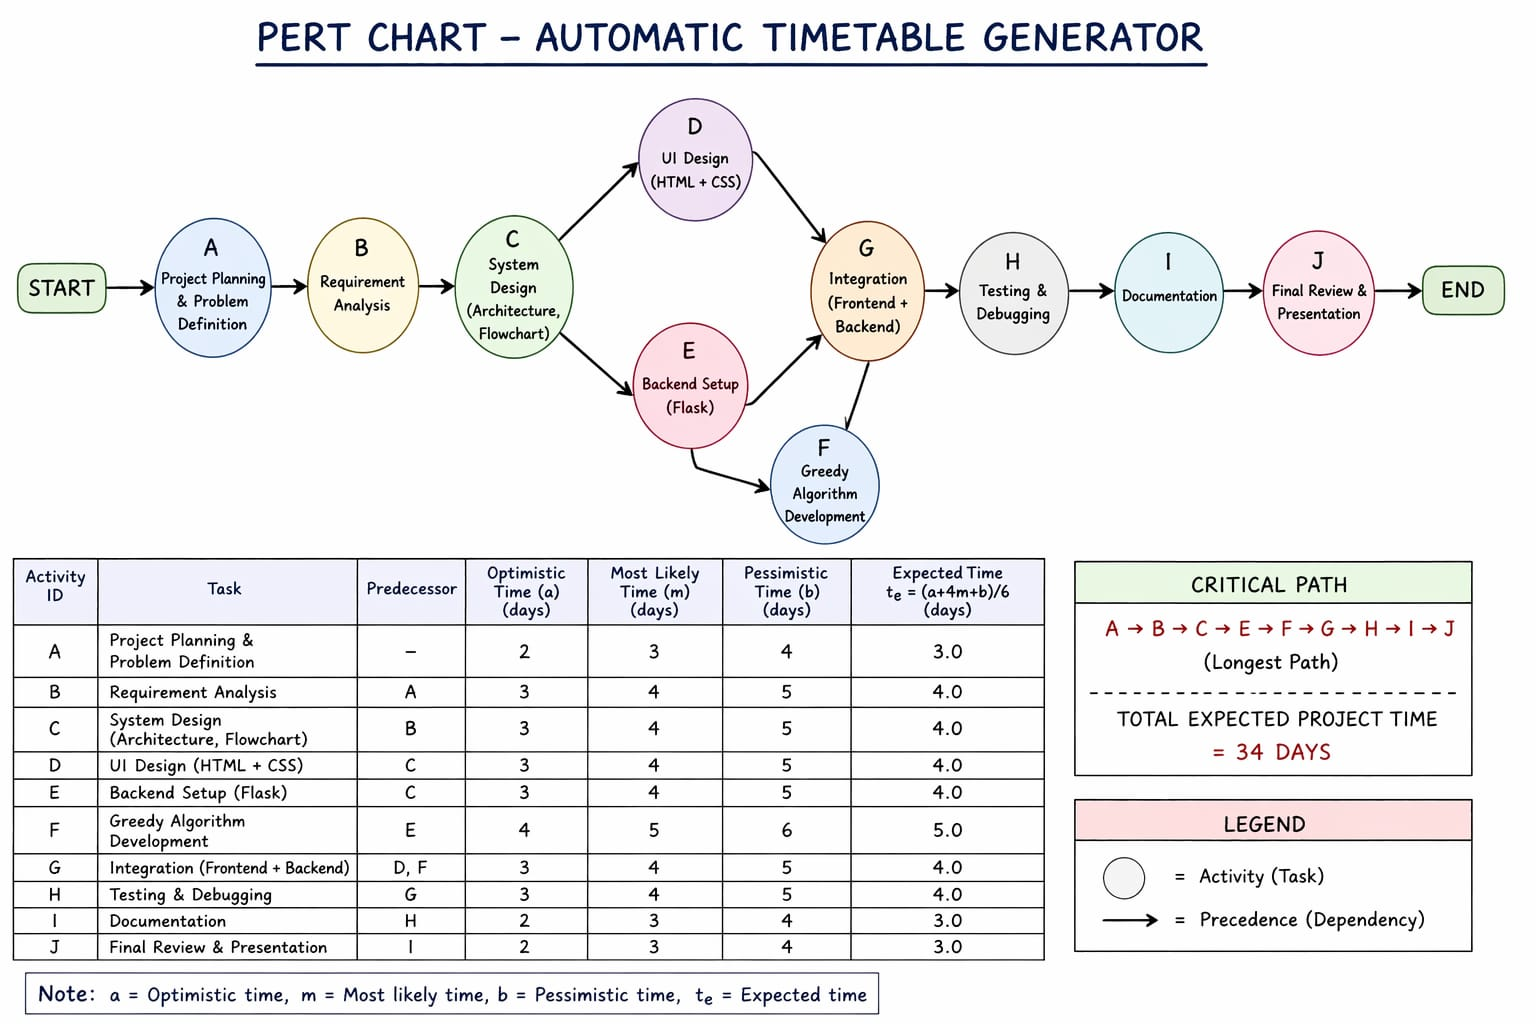 PERT CHART – AUTOMATIC TIMETABLE GENERATOR
START
A
Project Planning
& Problem
Definition
B
Requirement
Analysis
C
System
Design
(Architecture,
Flowchart)
D
UI Design
(HTML + CSS)
E
Backend Setup
(Flask)
F
Greedy
Algorithm
Development
G
Integration
(Frontend +
Backend)
H
Testing &
Debugging
I
Documentation
J
Final Review &
Presentation
END
Activity ID Task Predecessor Optimistic Time (a) (days) Most Likely Time (m) (days) Pessimistic Time (b) (days) Expected Time te = (a+4m+b)/6 (days)
A Project Planning & Problem Definition – 2 3 4 3.0
B Requirement Analysis A 3 4 5 4.0
C System Design (Architecture, Flowchart) B 3 4 5 4.0
D UI Design (HTML + CSS) C 3 4 5 4.0
E Backend Setup (Flask) C 3 4 5 4.0
F Greedy Algorithm Development E 4 5 6 5.0
G Integration (Frontend + Backend) D, F 3 4 5 4.0
H Testing & Debugging G 3 4 5 4.0
I Documentation H 2 3 4 3.0
J Final Review & Presentation I 2 3 4 3.0
CRITICAL PATH
A → B → C → E → F → G → H → I → J
(Longest Path)
TOTAL EXPECTED PROJECT TIME
= 34 DAYS
LEGEND
= Activity (Task)
= Precedence (Dependency)
Note: a = Optimistic time, m = Most likely time, b = Pessimistic time, te = Expected time